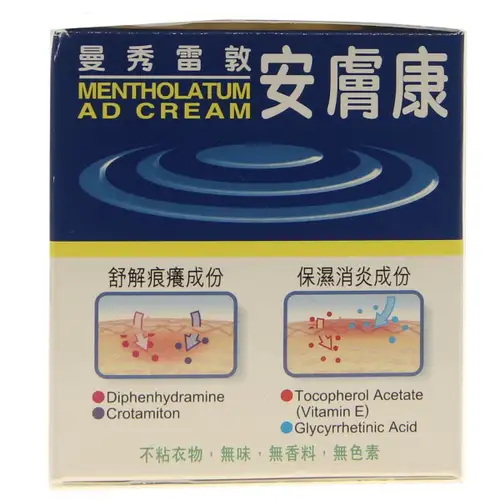 曼秀雷敦
MENTHOLATUM
AD CREAM
安膚康
舒解痕癢成份
Diphenhydramine
Crotamiton
保濕消炎成份
Tocopherol Acetate
(Vitamin E)
Glycyrrhetinic Acid
不粘衣物，無味，無香料，無色素